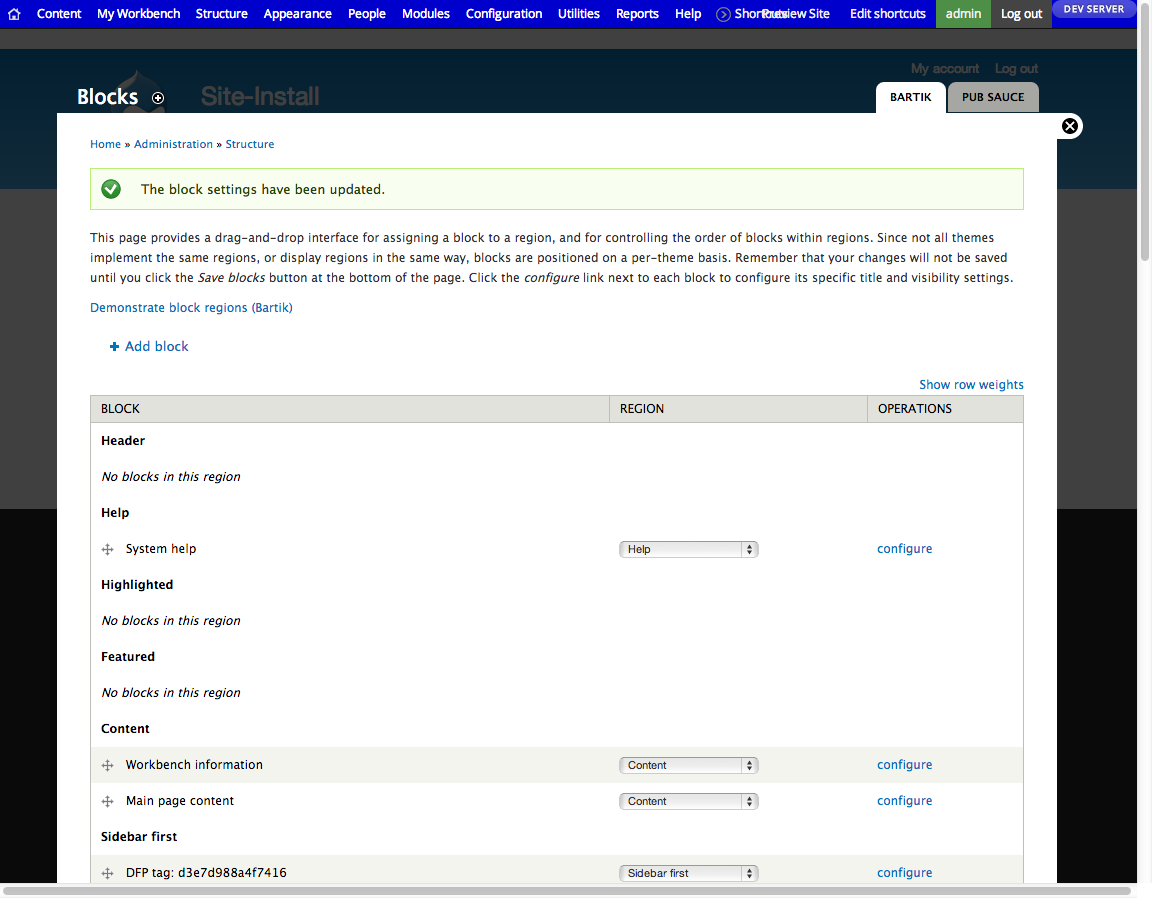 Content My Workbench Structure Appearance People Modules Configuration Utilities Reports Help Shortcuts Preview Site Edit shortcuts admin Log out DEV SERVER
My account Log out
Blocks Site-Install BARTIK PUB SAUCE
Home » Administration » Structure
The block settings have been updated.
This page provides a drag-and-drop interface for assigning a block to a region, and for controlling the order of blocks within regions. Since not all themes
implement the same regions, or display regions in the same way, blocks are positioned on a per-theme basis. Remember that your changes will not be saved
until you click the Save blocks button at the bottom of the page. Click the configure link next to each block to configure its specific title and visibility settings.
Demonstrate block regions (Bartik)
Add block
Show row weights
BLOCK REGION OPERATIONS
Header
No blocks in this region
Help
System help Help configure
Highlighted
No blocks in this region
Featured
No blocks in this region
Content
Workbench information Content configure
Main page content Content configure
Sidebar first
DFP tag: d3e7d988a4f7416 Sidebar first configure